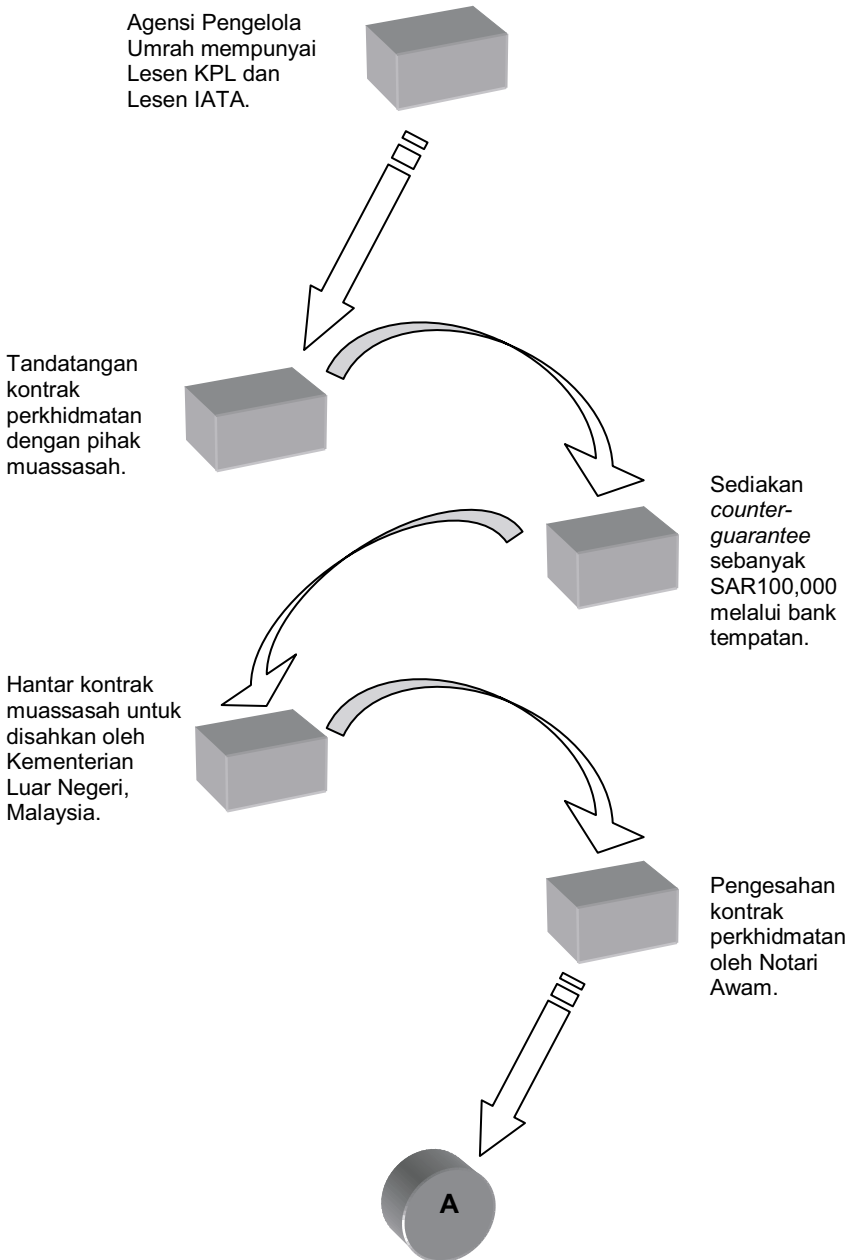 Agensi Pengelola
Umrah mempunyai
Lesen KPL dan
Lesen IATA.
Tandatangan
kontrak
perkhidmatan
dengan pihak
muassasah.
Sediakan
counter-
guarantee
sebanyak
SAR100,000
melalui bank
tempatan.
Hantar kontrak
muassasah untuk
disahkan oleh
Kementerian
Luar Negeri,
Malaysia.
Pengesahan
kontrak
perkhidmatan
oleh Notari
Awam.
A